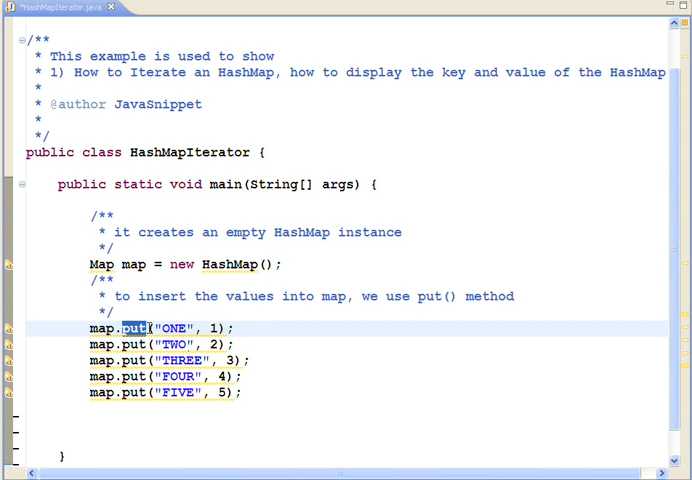 *HashMapIterator.java
/**
* This example is used to show
* 1) How to Iterate an HashMap, how to display the key and value of the HashMap
*
* @author JavaSnippet
*
*/
public class HashMapIterator {
public static void main(String[] args) {
/**
* it creates an empty HashMap instance
*/
Map map = new HashMap();
/**
* to insert the values into map, we use put() method
*/
map.put("ONE", 1);
map.put("TWO", 2);
map.put("THREE", 3);
map.put("FOUR", 4);
map.put("FIVE", 5);
}